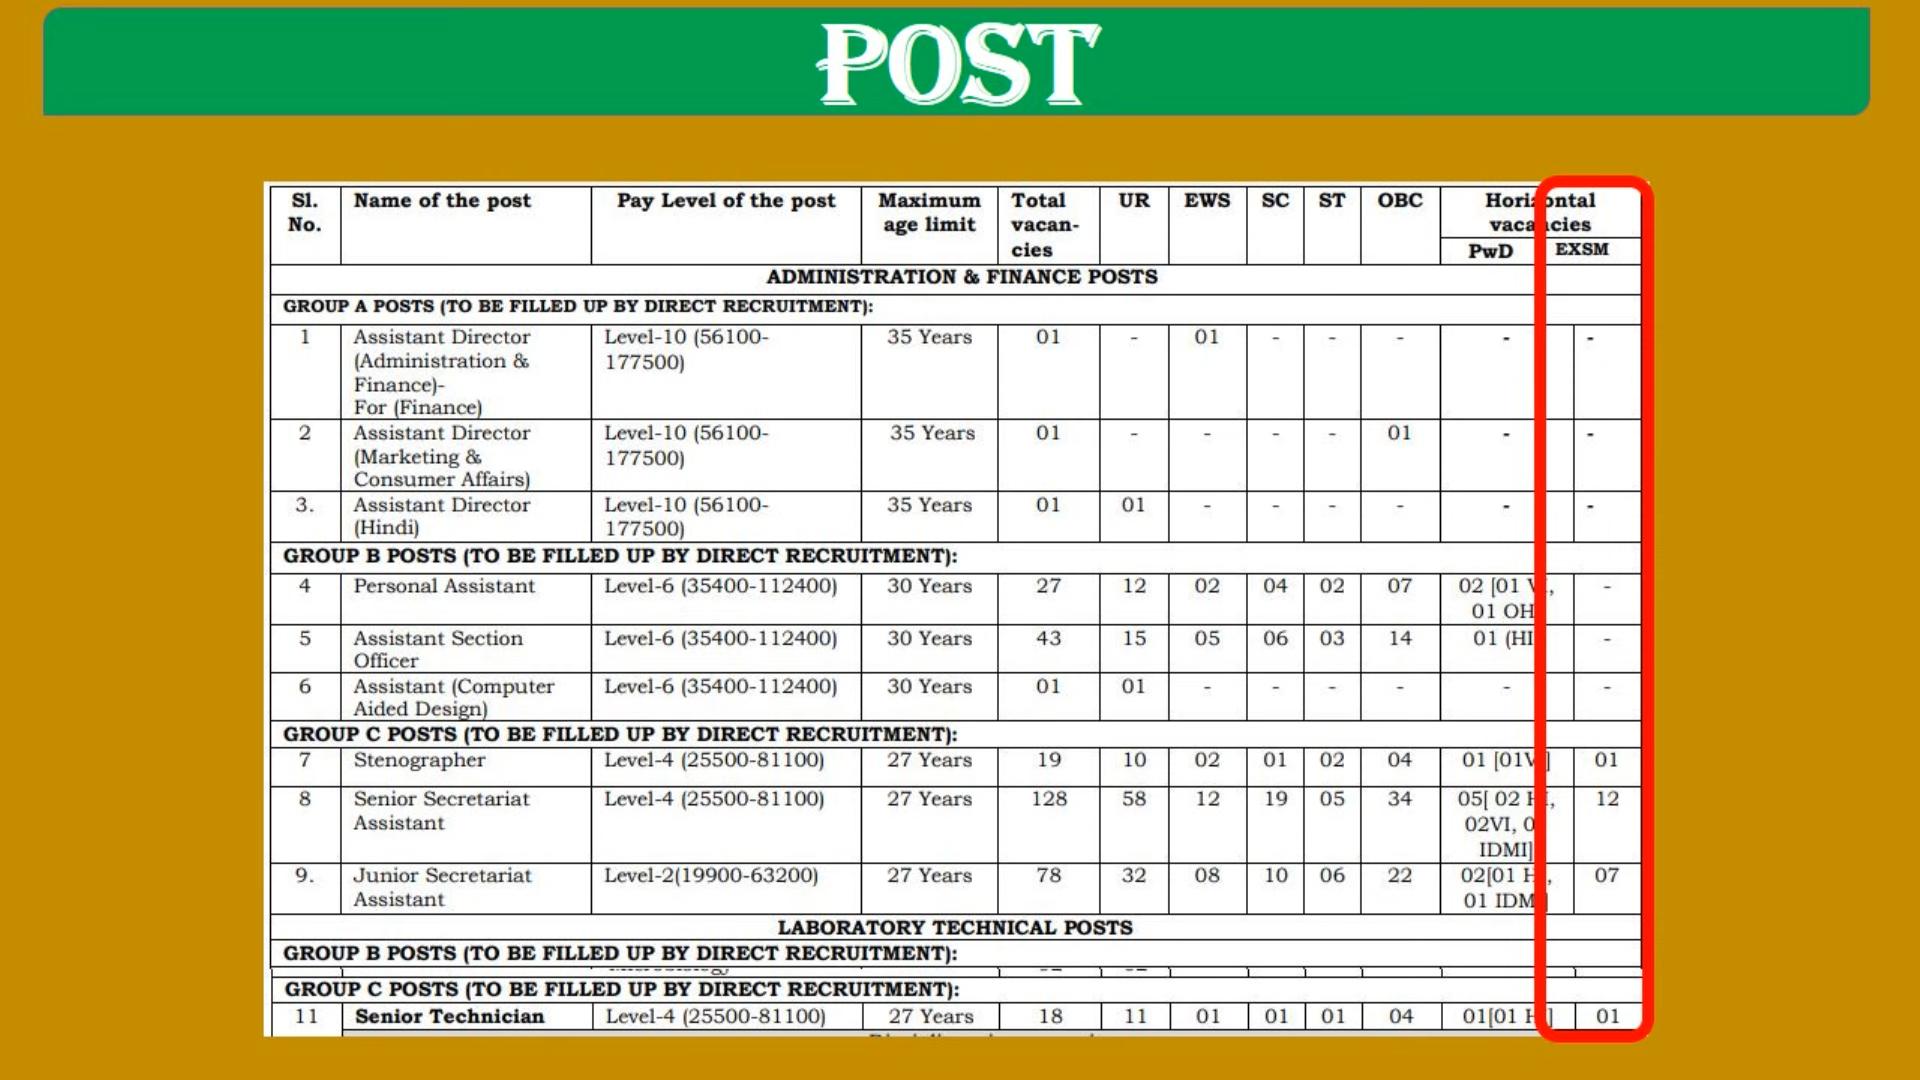 POST
Sl. No. Name of the post Pay Level of the post Maximum age limit Total vacan-cies UR EWS SC ST OBC Horizontal vacancies
PwD EXSM
ADMINISTRATION & FINANCE POSTS
GROUP A POSTS (TO BE FILLED UP BY DIRECT RECRUITMENT):
1 Assistant Director (Administration & Finance)- For (Finance) Level-10 (56100-177500) 35 Years 01 - 01 - - - - -
2 Assistant Director (Marketing & Consumer Affairs) Level-10 (56100-177500) 35 Years 01 - - - - 01 - -
3. Assistant Director (Hindi) Level-10 (56100-177500) 35 Years 01 01 - - - - - -
GROUP B POSTS (TO BE FILLED UP BY DIRECT RECRUITMENT):
4 Personal Assistant Level-6 (35400-112400) 30 Years 27 12 02 04 02 07 02 [01 VI, 01 OH -
5 Assistant Section Officer Level-6 (35400-112400) 30 Years 43 15 05 06 03 14 01 (HI -
6 Assistant (Computer Aided Design) Level-6 (35400-112400) 30 Years 01 01 - - - - - -
GROUP C POSTS (TO BE FILLED UP BY DIRECT RECRUITMENT):
7 Stenographer Level-4 (25500-81100) 27 Years 19 10 02 01 02 04 01 [01VI] 01
8 Senior Secretariat Assistant Level-4 (25500-81100) 27 Years 128 58 12 19 05 34 05[ 02 HI, 02VI, IDMI] 12
9. Junior Secretariat Assistant Level-2(19900-63200) 27 Years 78 32 08 10 06 22 02[01 HI, 01 IDMI] 07
LABORATORY TECHNICAL POSTS
GROUP B POSTS (TO BE FILLED UP BY DIRECT RECRUITMENT):
GROUP C POSTS (TO BE FILLED UP BY DIRECT RECRUITMENT):
11 Senior Technician Level-4 (25500-81100) 27 Years 18 11 01 01 01 04 01[01 HI] 01